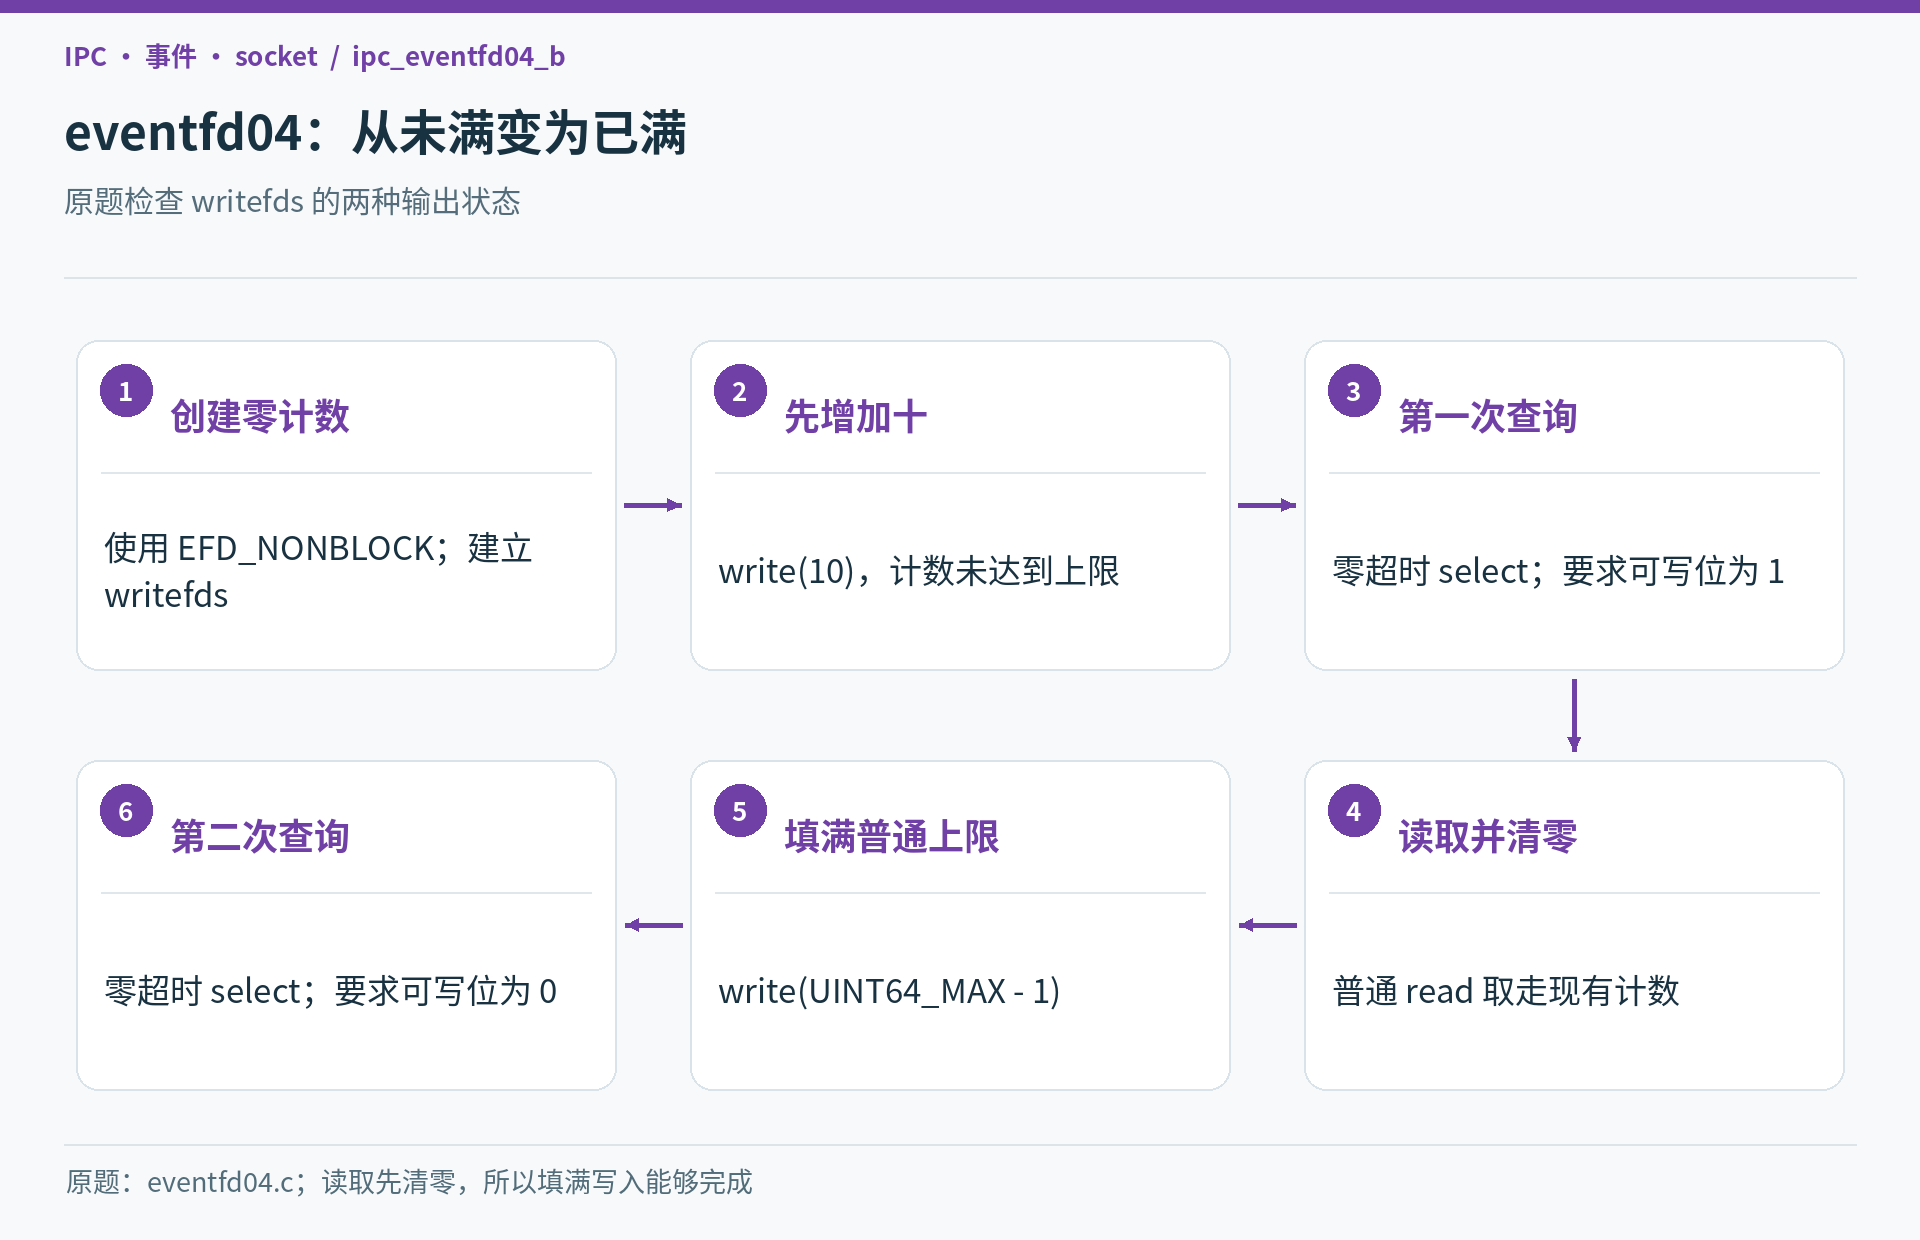 IPC · 事件 · socket / ipc_eventfd04_b
eventfd04：从未满变为已满
原题检查 writefds 的两种输出状态
1
创建零计数
使用 EFD_NONBLOCK；建立
writefds
2
先增加十
write(10)，计数未达到上限
3
第一次查询
零超时 select；要求可写位为 1
4
读取并清零
普通 read 取走现有计数
5
填满普通上限
write(UINT64_MAX - 1)
6
第二次查询
零超时 select；要求可写位为 0
原题：eventfd04.c；读取先清零，所以填满写入能够完成